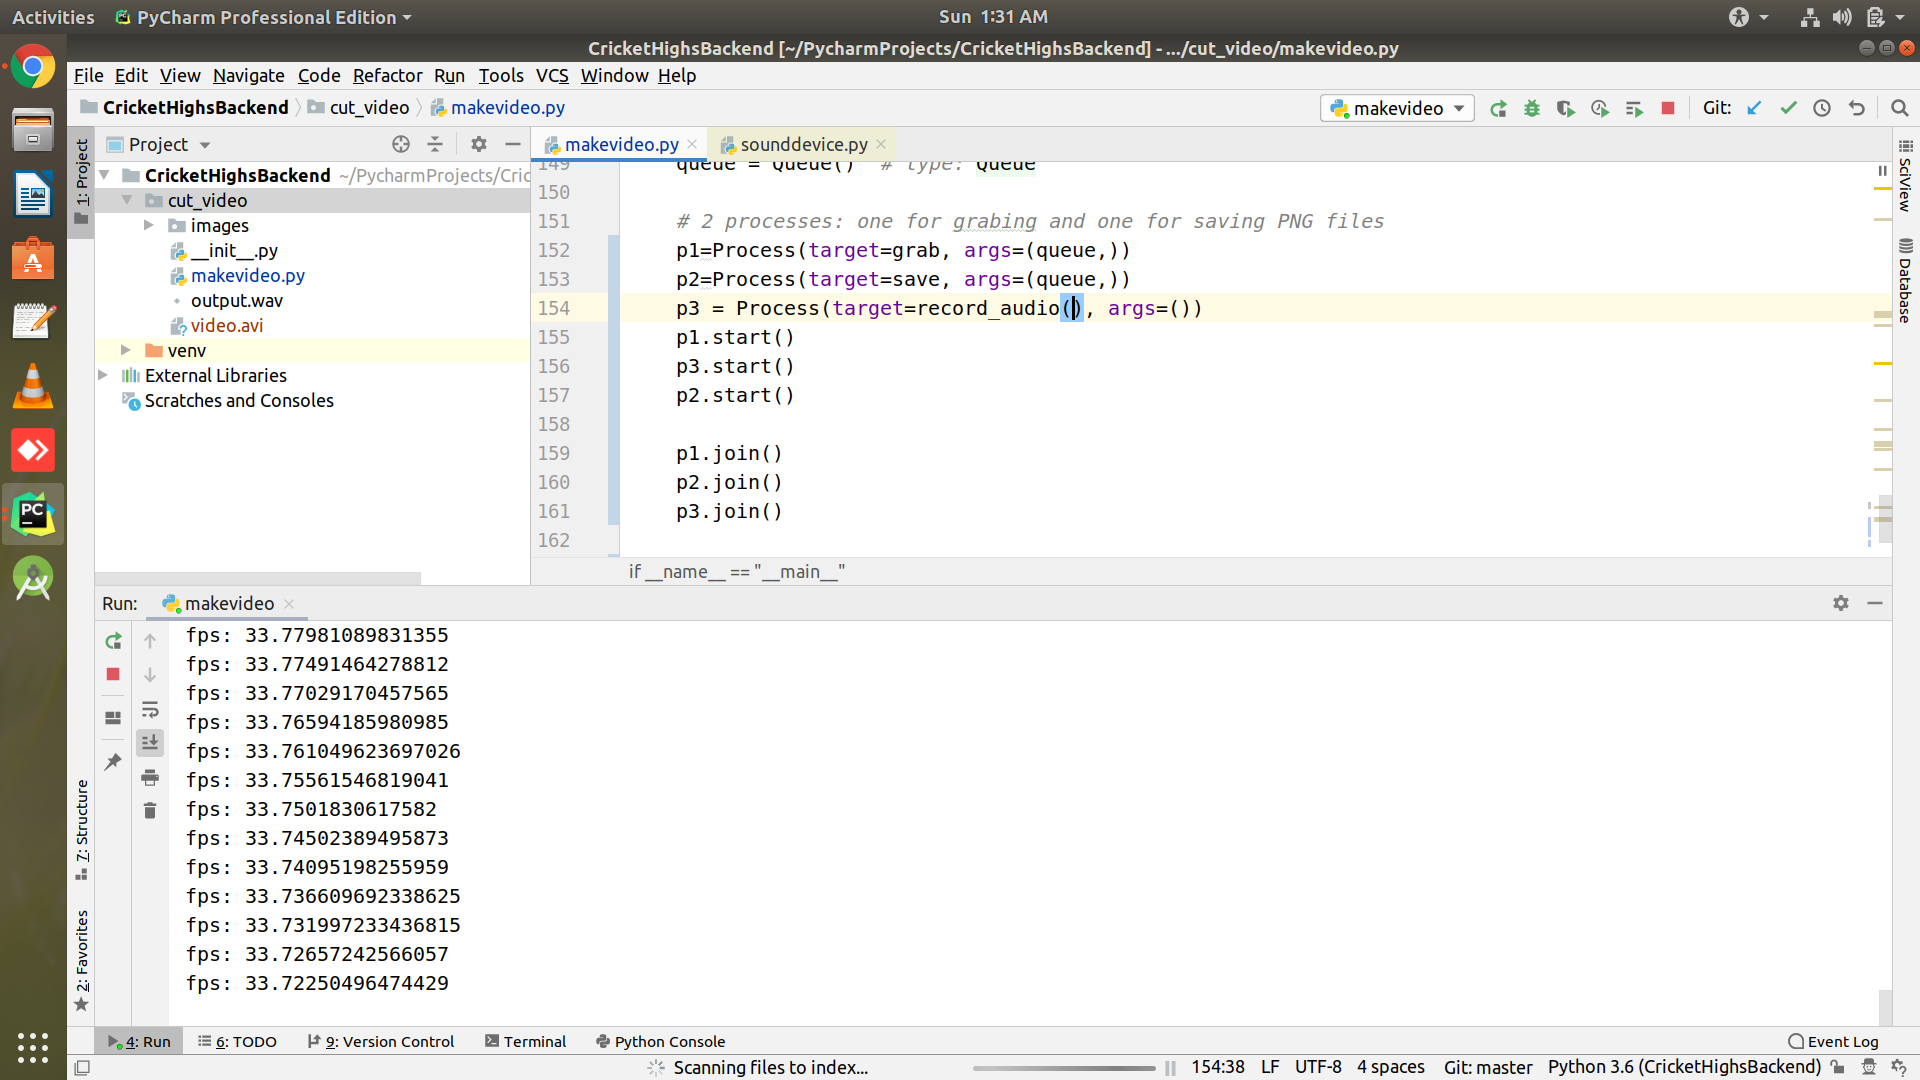 Activities
PyCharm Professional Edition
Sun 1:31 AM
CricketHighsBackend [~/PycharmProjects/CricketHighsBackend] - .../cut_video/makevideo.py
File Edit View Navigate Code Refactor Run Tools VCS Window Help
CricketHighsBackend cut_video makevideo.py
makevideo
Git:
1: Project
Project
CricketHighsBackend ~/PycharmProjects/Cric
cut_video
images
__init__.py
makevideo.py
output.wav
video.avi
venv
External Libraries
Scratches and Consoles
makevideo.py
sounddevice.py
149 queue = Queue() # type: Queue
150
151 # 2 processes: one for grabing and one for saving PNG files
152 p1=Process(target=grab, args=(queue,))
153 p2=Process(target=save, args=(queue,))
154 p3 = Process(target=record_audio(), args=())
155 p1.start()
156 p3.start()
157 p2.start()
158
159 p1.join()
160 p2.join()
161 p3.join()
162
if __name__ == "__main__"
SciView
Database
Run: makevideo
fps: 33.77981089831355
fps: 33.77491464278812
fps: 33.77029170457565
fps: 33.76594185980985
fps: 33.761049623697026
fps: 33.75561546819041
fps: 33.7501830617582
fps: 33.74502389495873
fps: 33.74095198255959
fps: 33.736609692338625
fps: 33.731997233436815
fps: 33.72657242566057
fps: 33.72250496474429
7: Structure
2: Favorites
PC
4: Run
6: TODO
9: Version Control
Terminal
Python Console
Event Log
Scanning files to index...
154:38 LF UTF-8 4 spaces Git: master Python 3.6 (CricketHighsBackend)